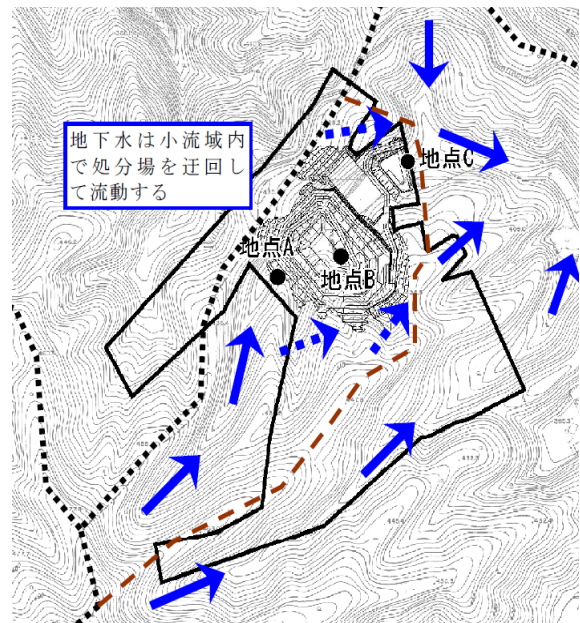 地下水は小流域内
で処分場を迂回し
て流動する
地点C
地点A
地点B